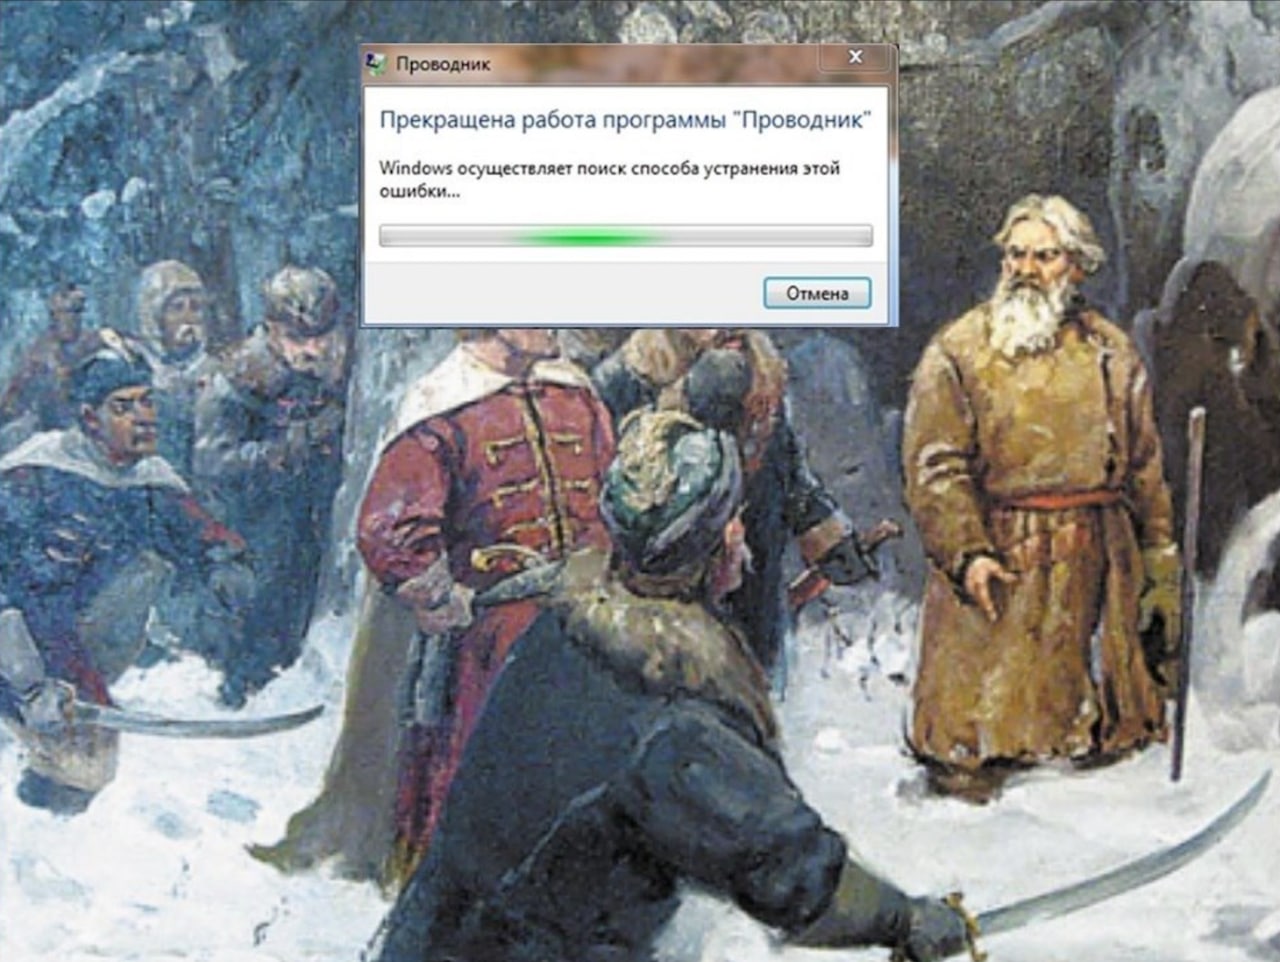 Проводник
Прекращена работа программы "Проводник"
Windows осуществляет поиск способа устранения этой
ошибки...
Отмена